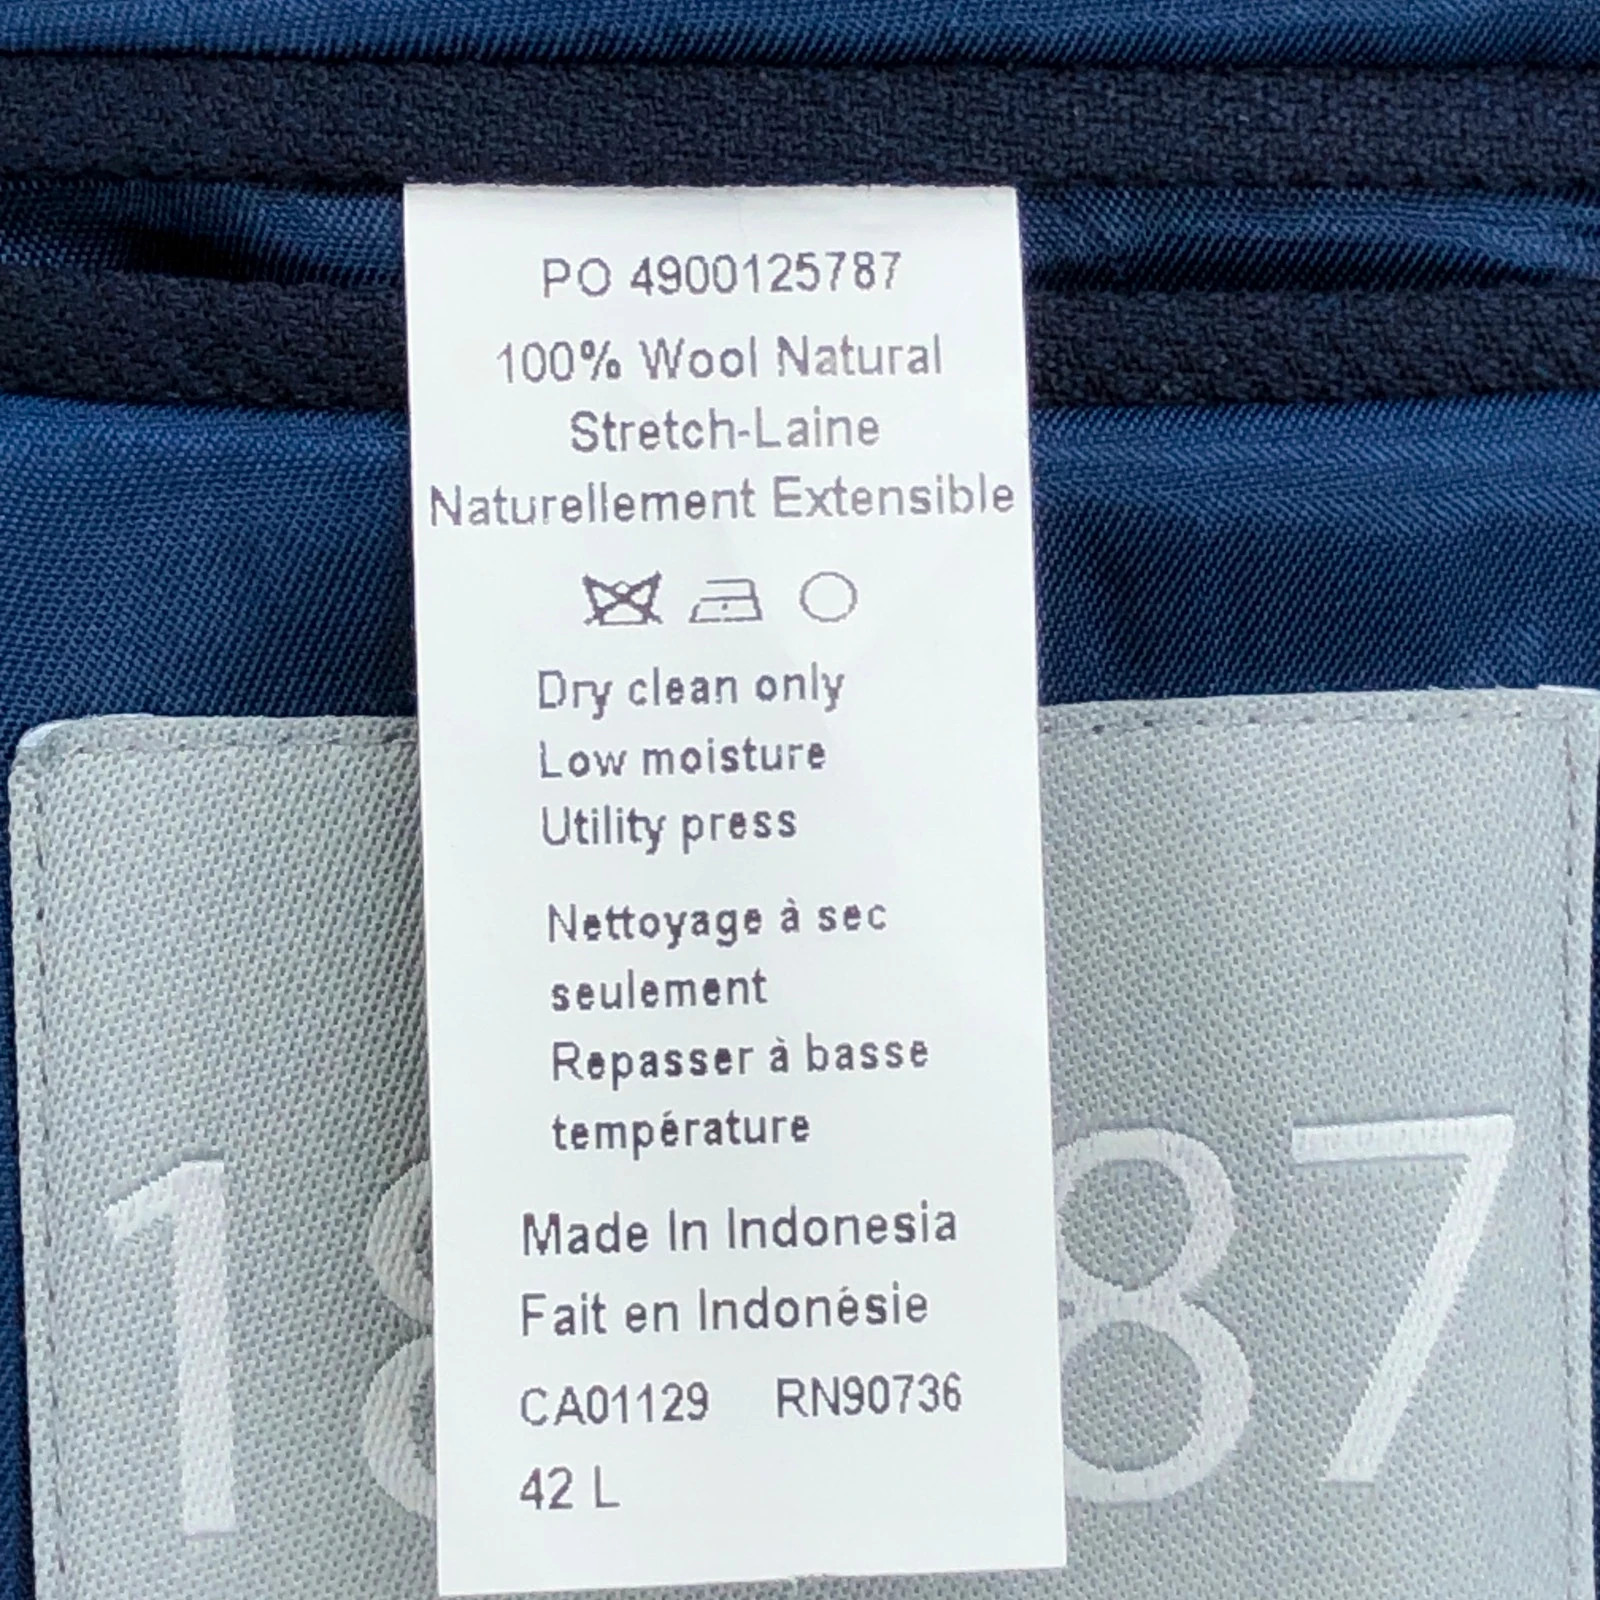 PO 4900125787
100% Wool Natural
Stretch-Laine
Naturellement Extensible
Dry clean only
Low moisture
Utility press
Nettoyage à sec
seulement
Repasser à basse
température
Made In Indonesia
Fait en Indonésie
CA01129 RN90736
42 L
1887